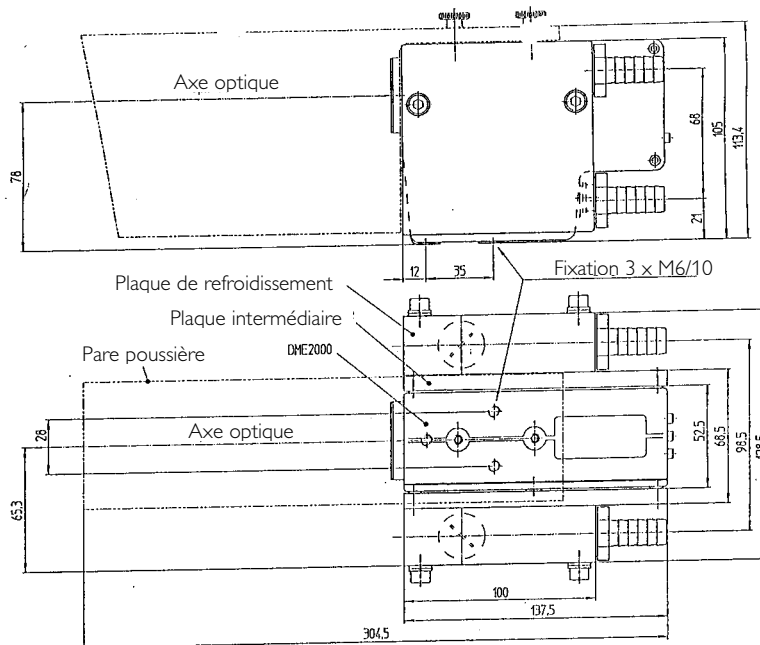 Axe optique
78
68
105
113,4
21
12
35
Fixation 3 x M6/10
Plaque de refroidissement
Plaque intermédiaire
Pare poussière
DME2000
28
Axe optique
65,3
52,5
68,5
98,5
100
137,5
304,5